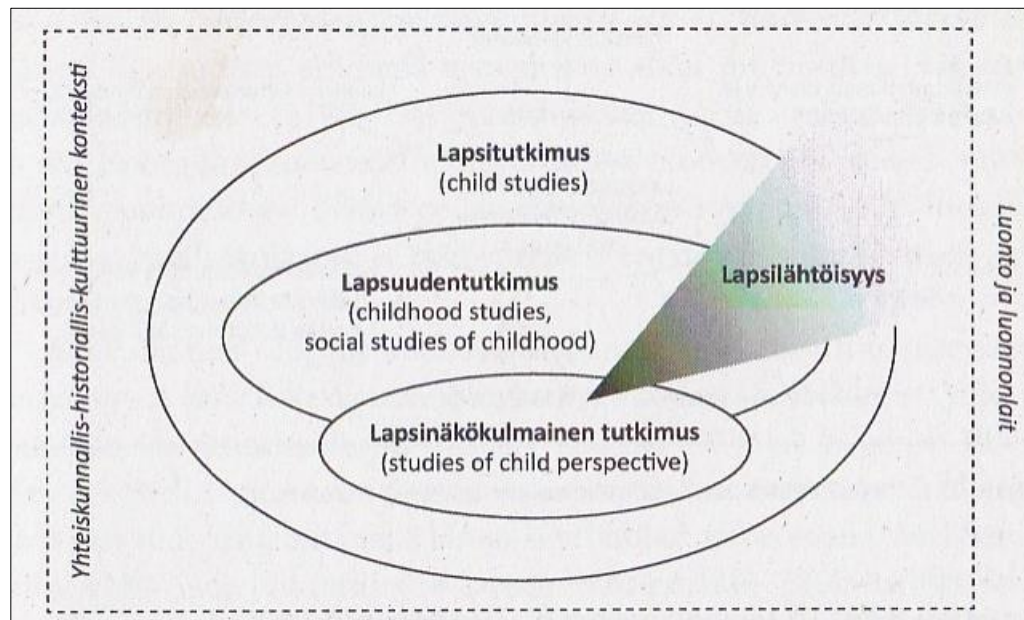 Yhteiskunnallis-historiallis-kulttuurinen konteksti
Lapsitutkimus
(child studies)
Lapsuudentutkimus
(childhood studies,
social studies of childhood)
Lapsilähtöisyys
Lapsinäkökulmainen tutkimus
(studies of child perspective)
Luonto ja luonnonlait